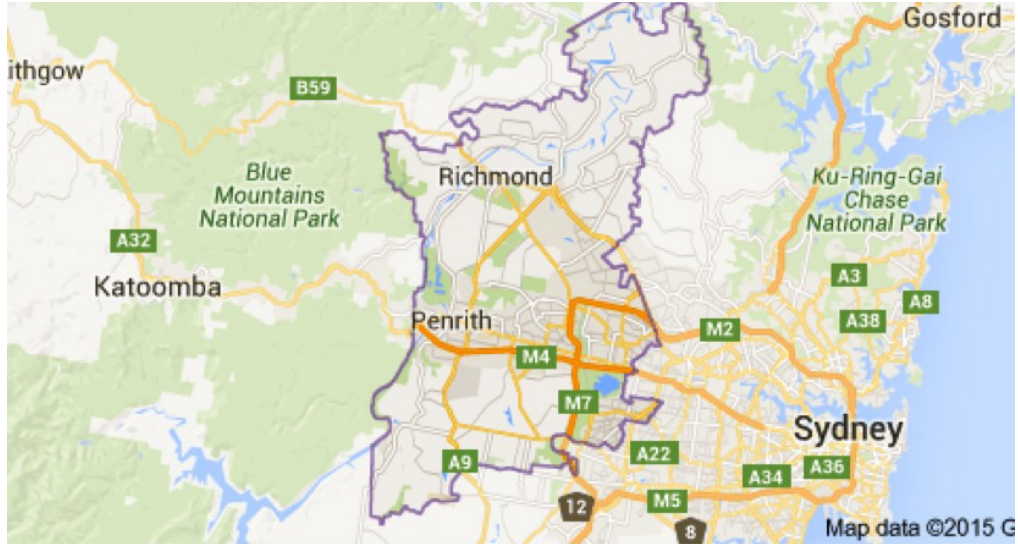 Gosford
ithgow
B59
Blue
Mountains
National Park
Richmond
Ku-Ring-Gai
Chase
National Park
A32
A3
Katoomba
A8
Penrith
A38
M2
M4
M7
Sydney
A22
A9
A34
A36
M5
12
8
Map data ©2015 G